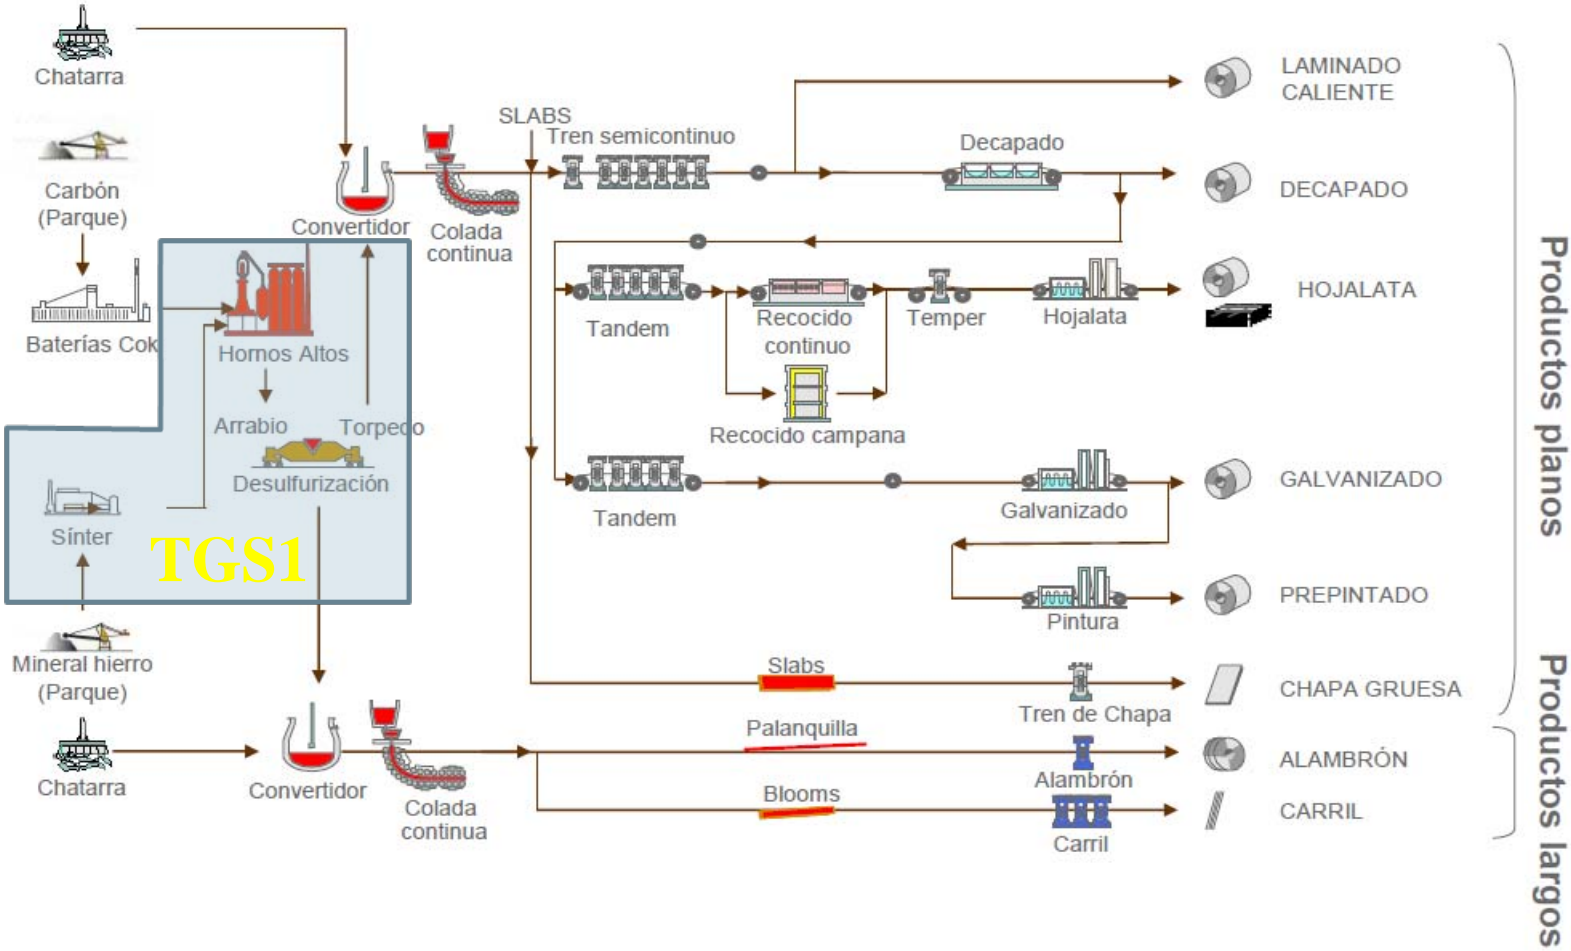 Chatarra
Carbón
(Parque)
Baterías Cok
Hornos Altos
Arrabio
Torpedo
Desulfurización
Sínter
TGS1
Mineral hierro
(Parque)
Chatarra
Convertidor
Colada
continua
SLABS
Tren semicontinuo
Decapado
LAMINADO
CALIENTE
DECAPADO
Tandem
Recocido
continuo
Temper
Hojalata
HOJALATA
Recocido campana
Tandem
Galvanizado
GALVANIZADO
Pintura
PREPINTADO
Slabs
Tren de Chapa
CHAPA GRUESA
Convertidor
Colada
continua
Palanquilla
Alambrón
ALAMBRÓN
Blooms
Carril
CARRIL
Productos planos
Productos largos